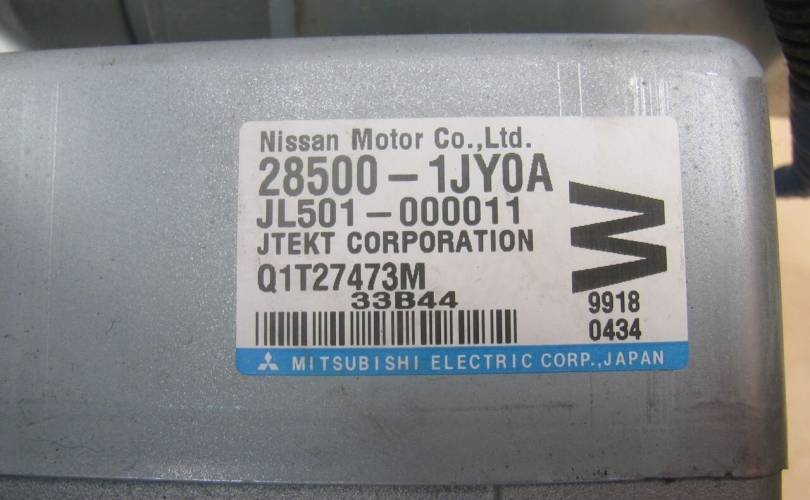 Nissan Motor Co.,Ltd.
28500-1JY0A
JL501-000011
JTEKT CORPORATION
Q1T27473M
33B44
W
9918
0434
MITSUBISHI ELECTRIC CORP.,JAPAN